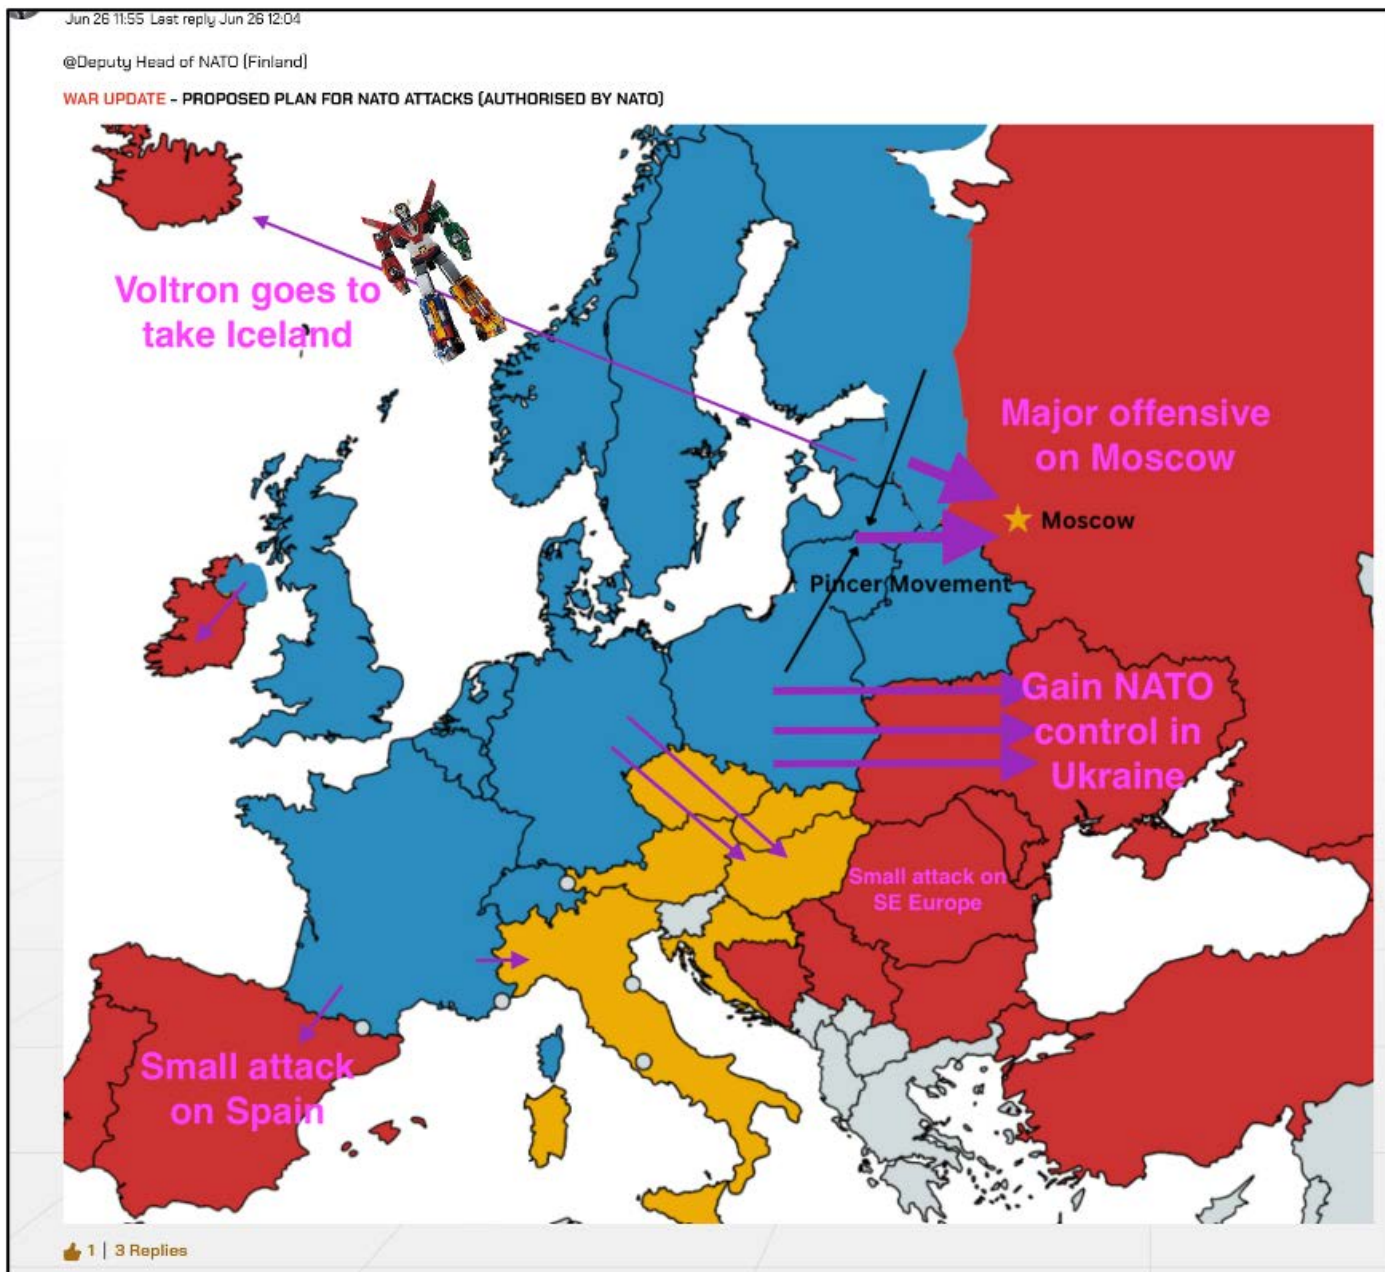 Jun 26 11:55 Last reply Jun 26 12:04
@Deputy Head of NATO (Finland)
WAR UPDATE - PROPOSED PLAN FOR NATO ATTACKS (AUTHORISED BY NATO)
Voltron goes to
take Iceland
Major offensive
on Moscow
Moscow
Pincer Movement
Gain NATO
control in
Ukraine
Small attack on
SE Europe
Small attack
on Spain
1 | 3 Replies